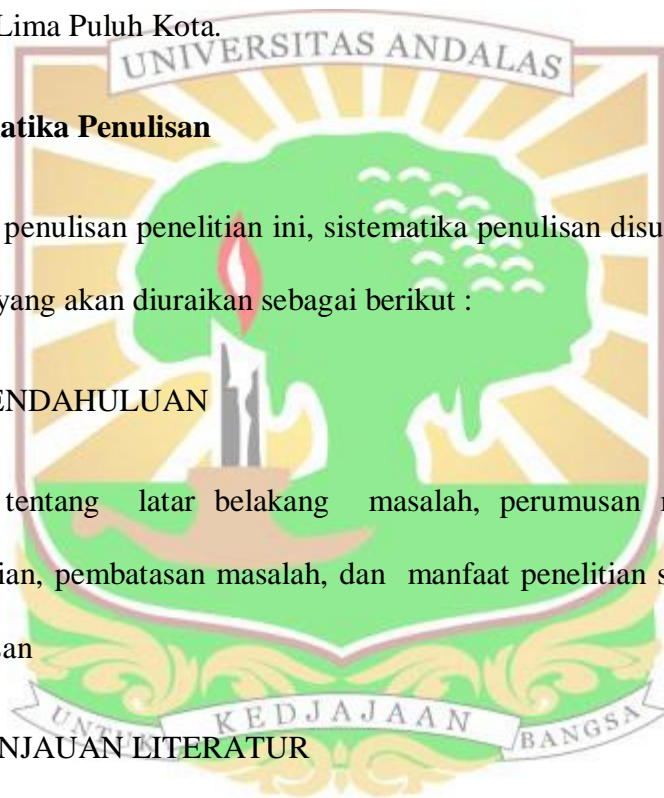 Lima Puluh Kota.
UNIVERSITAS ANDALAS
atika Penulisan
penulisan penelitian ini, sistematika penulisan disu
yang akan diuraikan sebagai berikut :
ENDAHULUAN
tentang latar belakang masalah, perumusan
ian, pembatasan masalah, dan manfaat penelitian s
an
UNTUK KEDJAJAAN BANGSA
NJAUAN LITERATUR